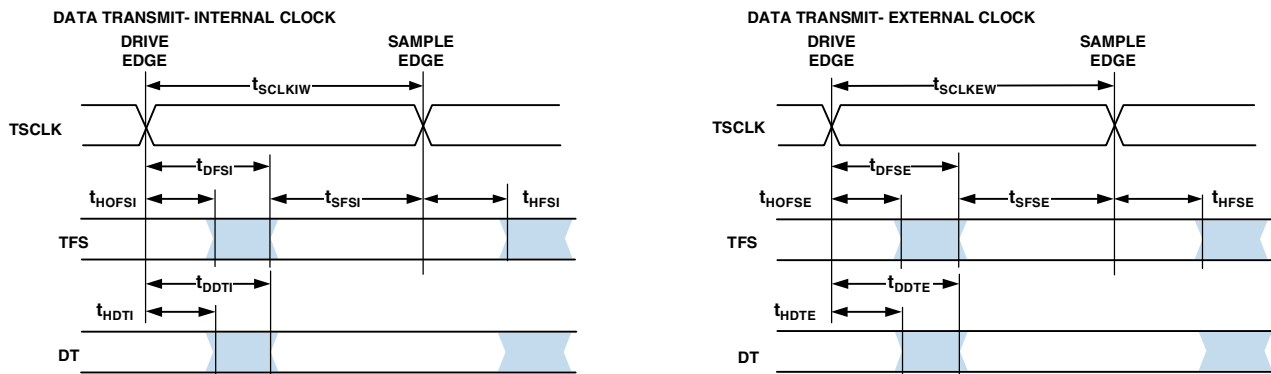 DATA TRANSMIT- INTERNAL CLOCK
DRIVE
EDGE
SAMPLE
EDGE
tSCLKIW
TSCLK
tDFSI
tHOFSI
tSFSI
tHFSI
TFS
tDDTI
tHDTI
DT
DATA TRANSMIT- EXTERNAL CLOCK
DRIVE
EDGE
SAMPLE
EDGE
tSCLKEW
TSCLK
tDFSE
tHOFSE
tSFSE
tHFSE
TFS
tDDTE
tHDTE
DT